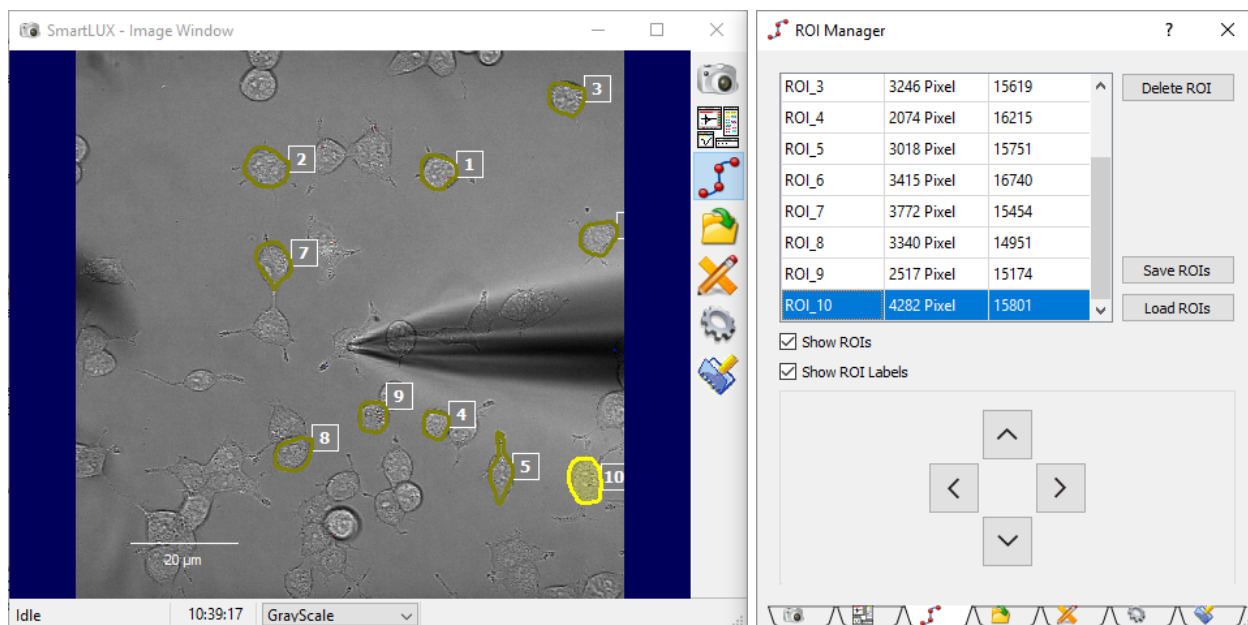 SmartLUX - Image Window
3
2
1
7
9
4
8
5
10
20 µm
Idle
10:39:17
GrayScale
ROI Manager
?
ROI_3 3246 Pixel 15619
ROI_4 2074 Pixel 16215
ROI_5 3018 Pixel 15751
ROI_6 3415 Pixel 16740
ROI_7 3772 Pixel 15454
ROI_8 3340 Pixel 14951
ROI_9 2517 Pixel 15174
ROI_10 4282 Pixel 15801
Delete ROI
Save ROIs
Load ROIs
Show ROIs
Show ROI Labels